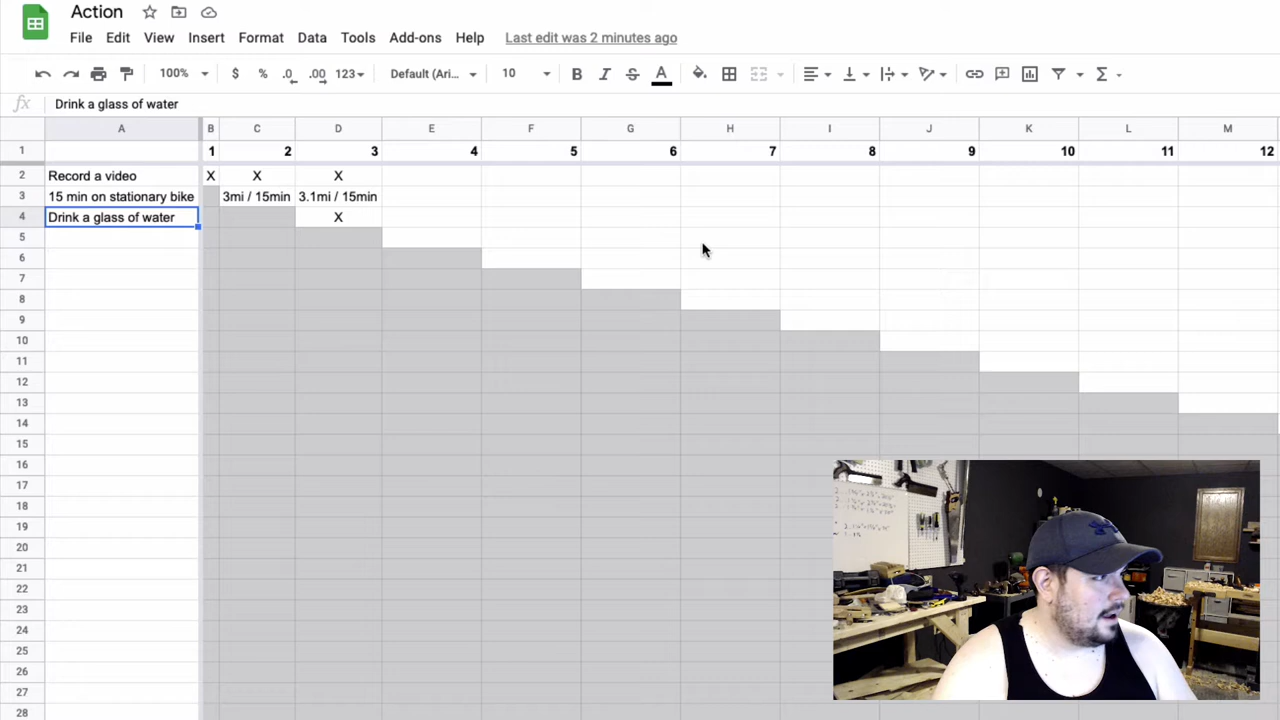 Action
File Edit View Insert Format Data Tools Add-ons Help Last edit was 2 minutes ago
100% $ % .0 .00 123 Default (Ari... 10 B I S A
fx Drink a glass of water
A B C D E F G H I J K L M
1 1 2 3 4 5 6 7 8 9 10 11 12
2 Record a video X X X
3 15 min on stationary bike 3mi / 15min 3.1mi / 15min
4 Drink a glass of water X
5
6
7
8
9
10
11
12
13
14
15
16
17
18
19
20
21
22
23
24
25
26
27
28